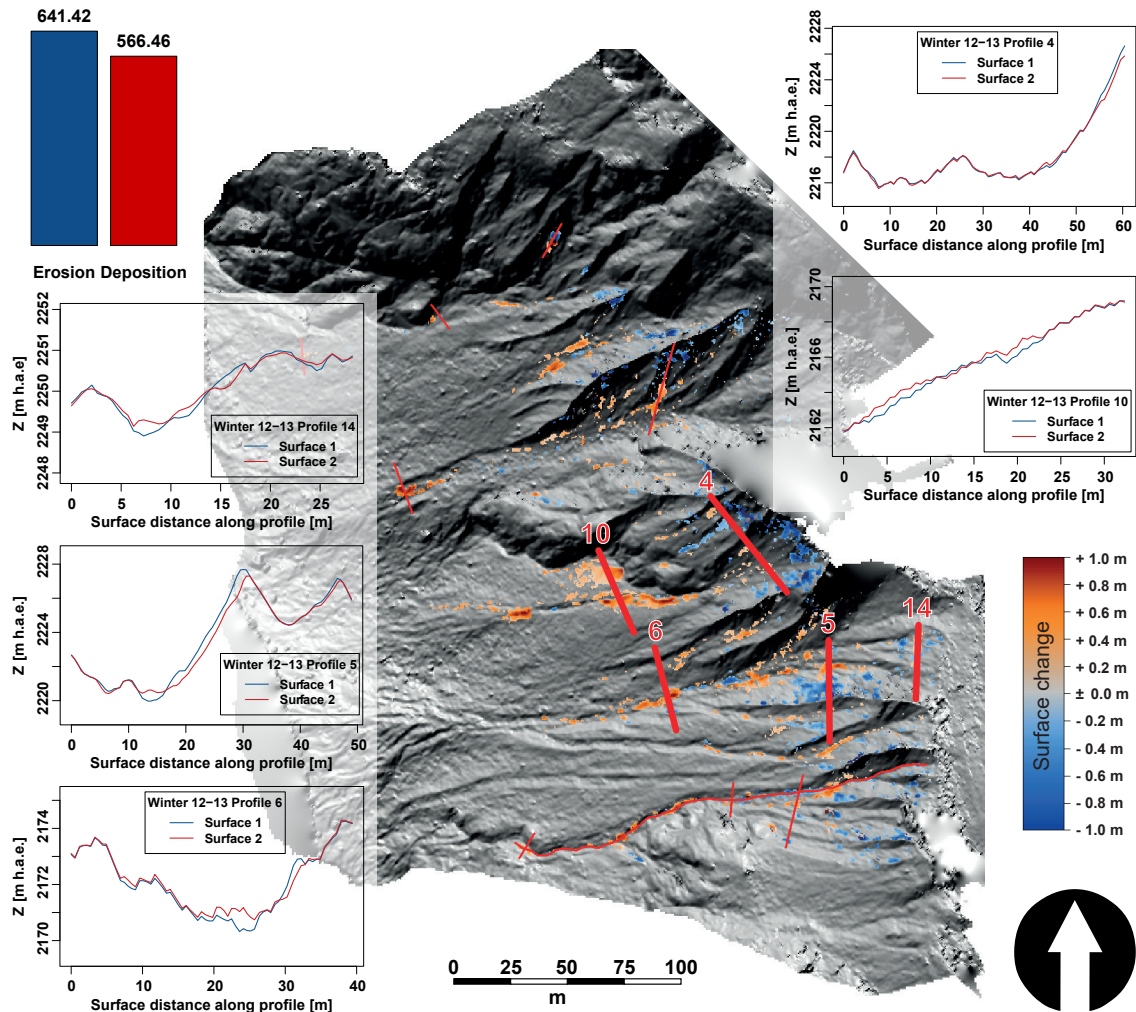 641.42
566.46
Erosion Deposition
Winter 12−13 Profile 4
Surface 1
Surface 2
Z [m h.a.e.]
2216
2220
2224
2228
0 10 20 30 40 50 60
Surface distance along profile [m]
Winter 12−13 Profile 10
Surface 1
Surface 2
Z [m h.a.e.]
2162
2166
2170
0 5 10 15 20 25 30
Surface distance along profile [m]
Winter 12−13 Profile 14
Surface 1
Surface 2
Z [m h.a.e]
2248
2249
2250
2251
2252
0 5 10 15 20 25
Surface distance along profile [m]
Winter 12−13 Profile 5
Surface 1
Surface 2
Z [m h.a.e.]
2220
2224
2228
0 10 20 30 40 50
Surface distance along profile [m]
Winter 12−13 Profile 6
Surface 1
Surface 2
Z [m h.a.e.]
2170
2172
2174
0 10 20 30 40
Surface distance along profile [m]
4
10
6
5
14
Surface change
+ 1.0 m
+ 0.8 m
+ 0.6 m
+ 0.4 m
+ 0.2 m
± 0.0 m
- 0.2 m
- 0.4 m
- 0.6 m
- 0.8 m
- 1.0 m
0 25 50 75 100
m